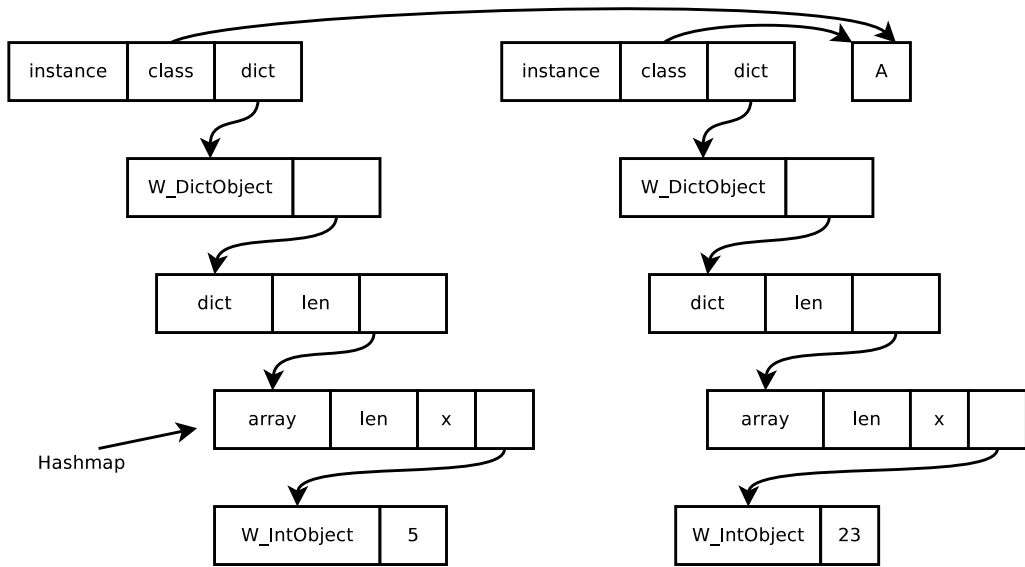 instance class dict instance class dict A
W_DictObject W_DictObject
dict len dict len
array len x array len x
Hashmap
W_IntObject 5 W_IntObject 23